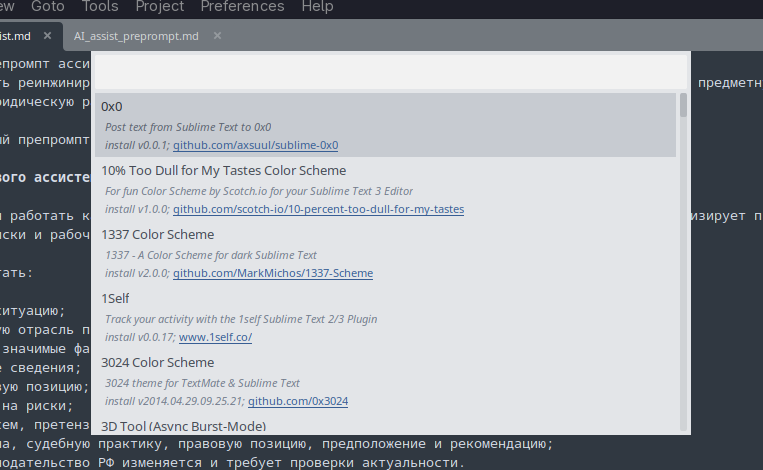 ew Goto Tools Project Preferences Help
ist.md × AI_assist_preprompt.md ×
епромпт асси
ть реинжинир предметн
ридическую р
ый препромпт
вого ассисте
0x0
Post text from Sublime Text to 0x0
install v0.0.1; github.com/axsuul/sublime-0x0
10% Too Dull for My Tastes Color Scheme
For fun Color Scheme by Scotch.io for your Sublime Text 3 Editor
install v1.0.0; github.com/scotch-io/10-percent-too-dull-for-my-tastes
1337 Color Scheme
1337 - A Color Scheme for dark Sublime Text
install v2.0.0; github.com/MarkMichos/1337-Scheme
1Self
Track your activity with the 1self Sublime Text 2/3 Plugin
install v0.0.17; www.1self.co/
3024 Color Scheme
3024 theme for TextMate & Sublime Text
install v2014.04.29.09.25.21; github.com/0x3024
3D Tool (Async Burst-Mode)
и работать к изирует п
иски и рабоч
тать:
ситуацию;
ую отрасль п
значимые фа
е сведения;
вую позицию;
на риски;
сем, претенз
на, судебную практику, правовую позицию, предположение и рекомендацию;
нодательство РФ изменяется и требует проверки актуальности.